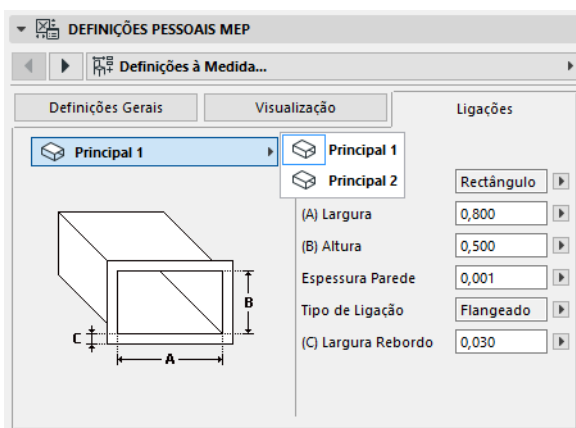 DEFINIÇÕES PESSOAIS MEP
Definições à Medida...
Definições Gerais
Visualização
Ligações
Principal 1
Principal 1
Principal 2
Rectângulo
(A) Largura
0,800
(B) Altura
0,500
Espessura Parede
0,001
Tipo de Ligação
Flangeado
(C) Largura Rebordo
0,030
B
C
A